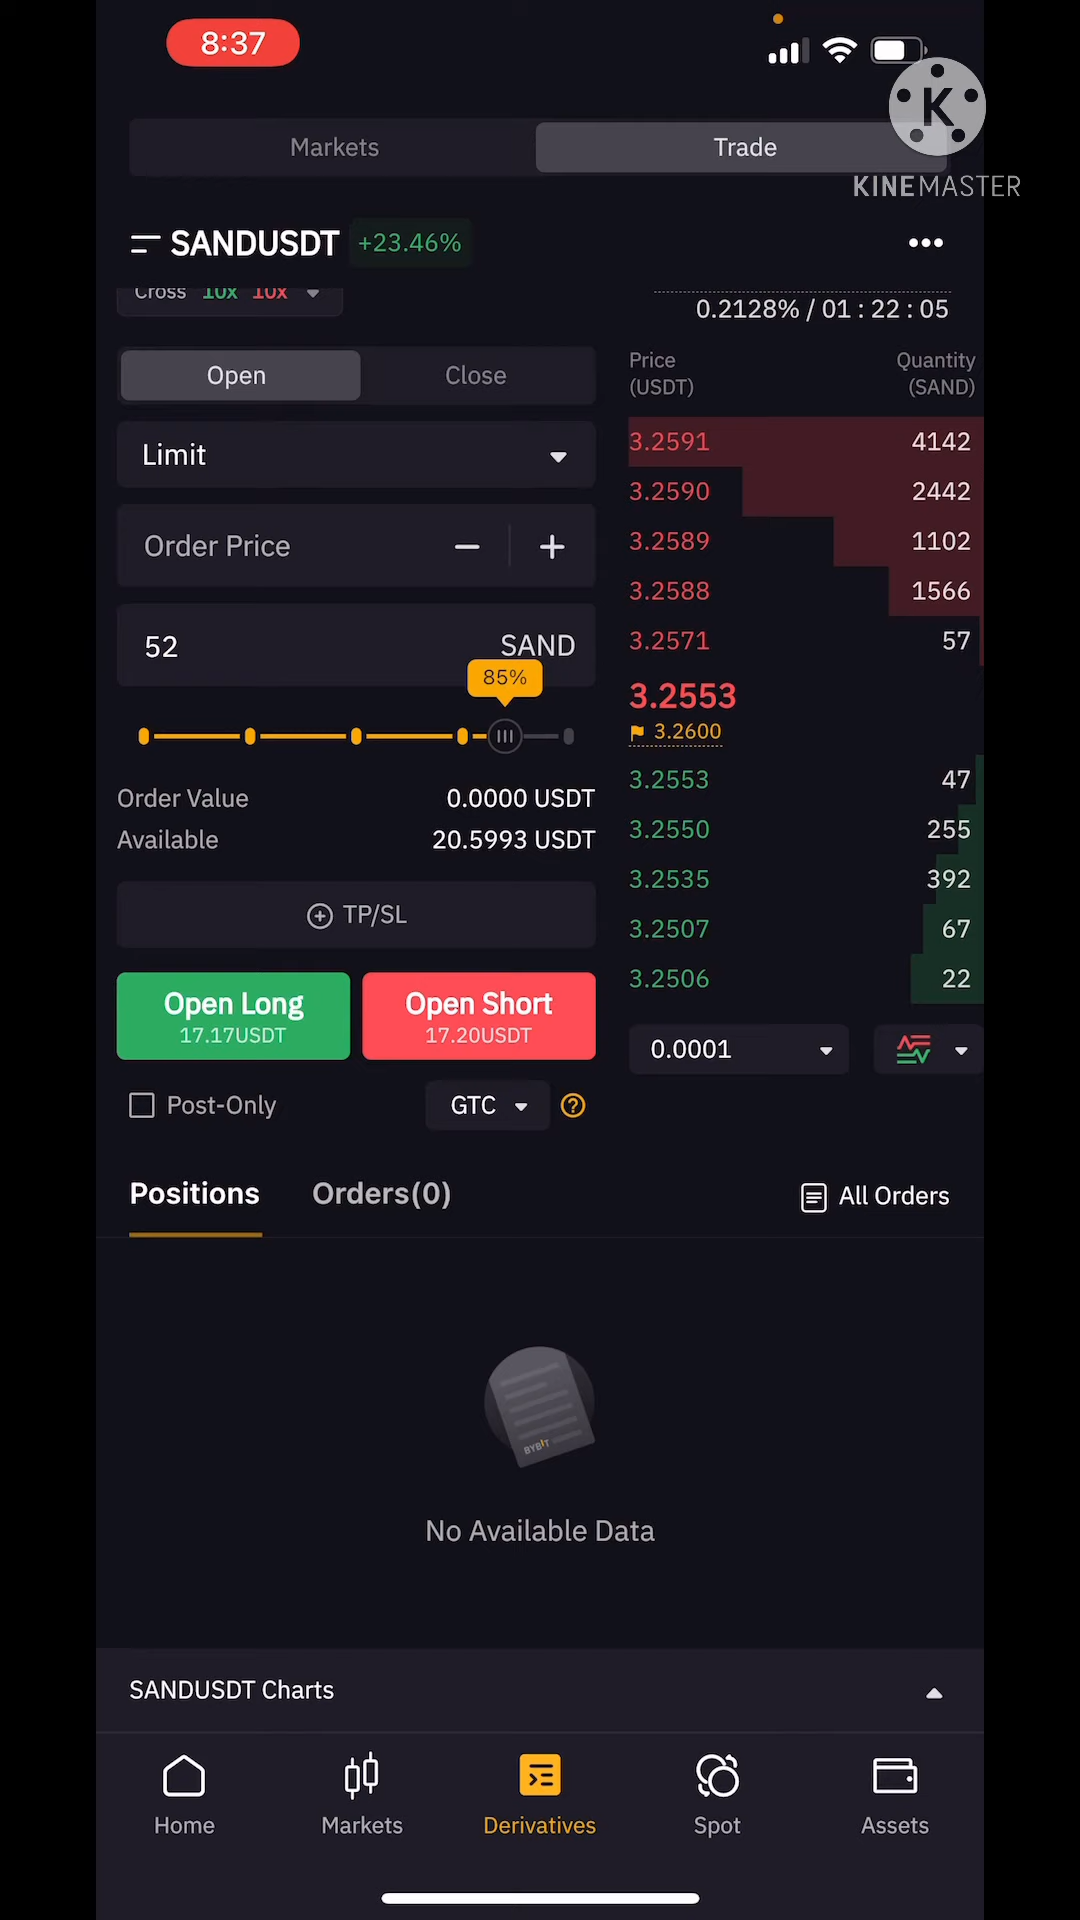 8:37
K
KINEMASTER
Markets
Trade
SANDUSDT +23.46%
Cross 10x 10x
0.2128% / 01 : 22 : 05
Open
Close
Price
(USDT)
Quantity
(SAND)
Limit
Order Price
52 SAND
85%
3.2591 4142
3.2590 2442
3.2589 1102
3.2588 1566
3.2571 57
3.2553
3.2600
3.2553 47
3.2550 255
3.2535 392
3.2507 67
3.2506 22
Order Value 0.0000 USDT
Available 20.5993 USDT
TP/SL
Open Long
17.17USDT
Open Short
17.20USDT
0.0001
Post-Only
GTC
?
Positions
Orders(0)
All Orders
BYBIT
No Available Data
SANDUSDT Charts
Home
Markets
Derivatives
Spot
Assets